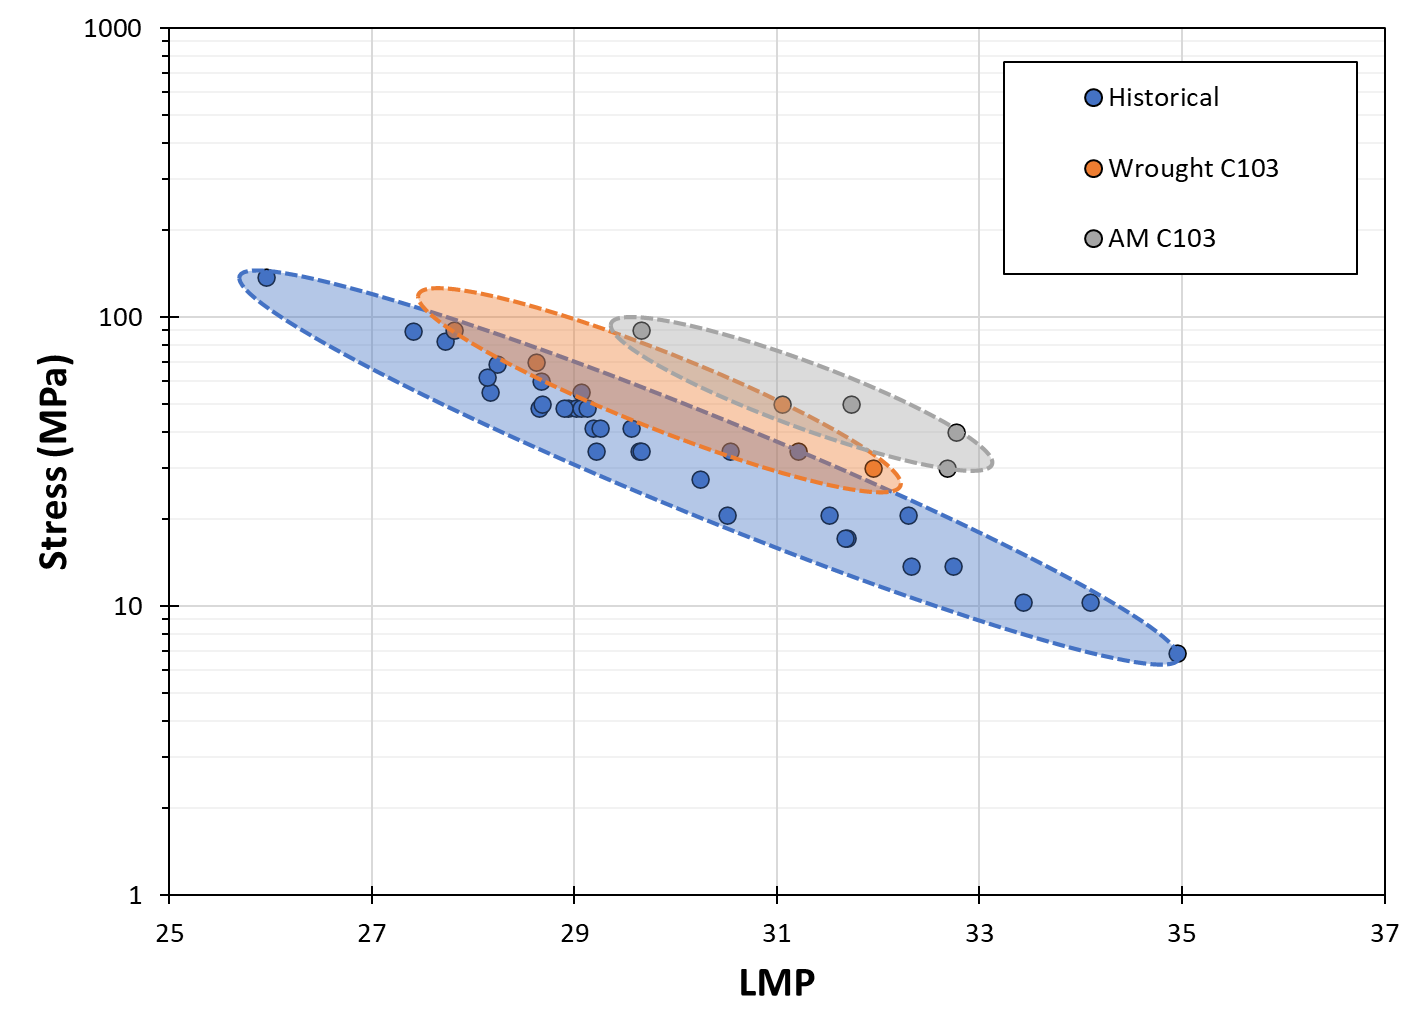 1000
100
10
1
Stress (MPa)
Historical
Wrought C103
AM C103
25 27 29 31 33 35 37
LMP